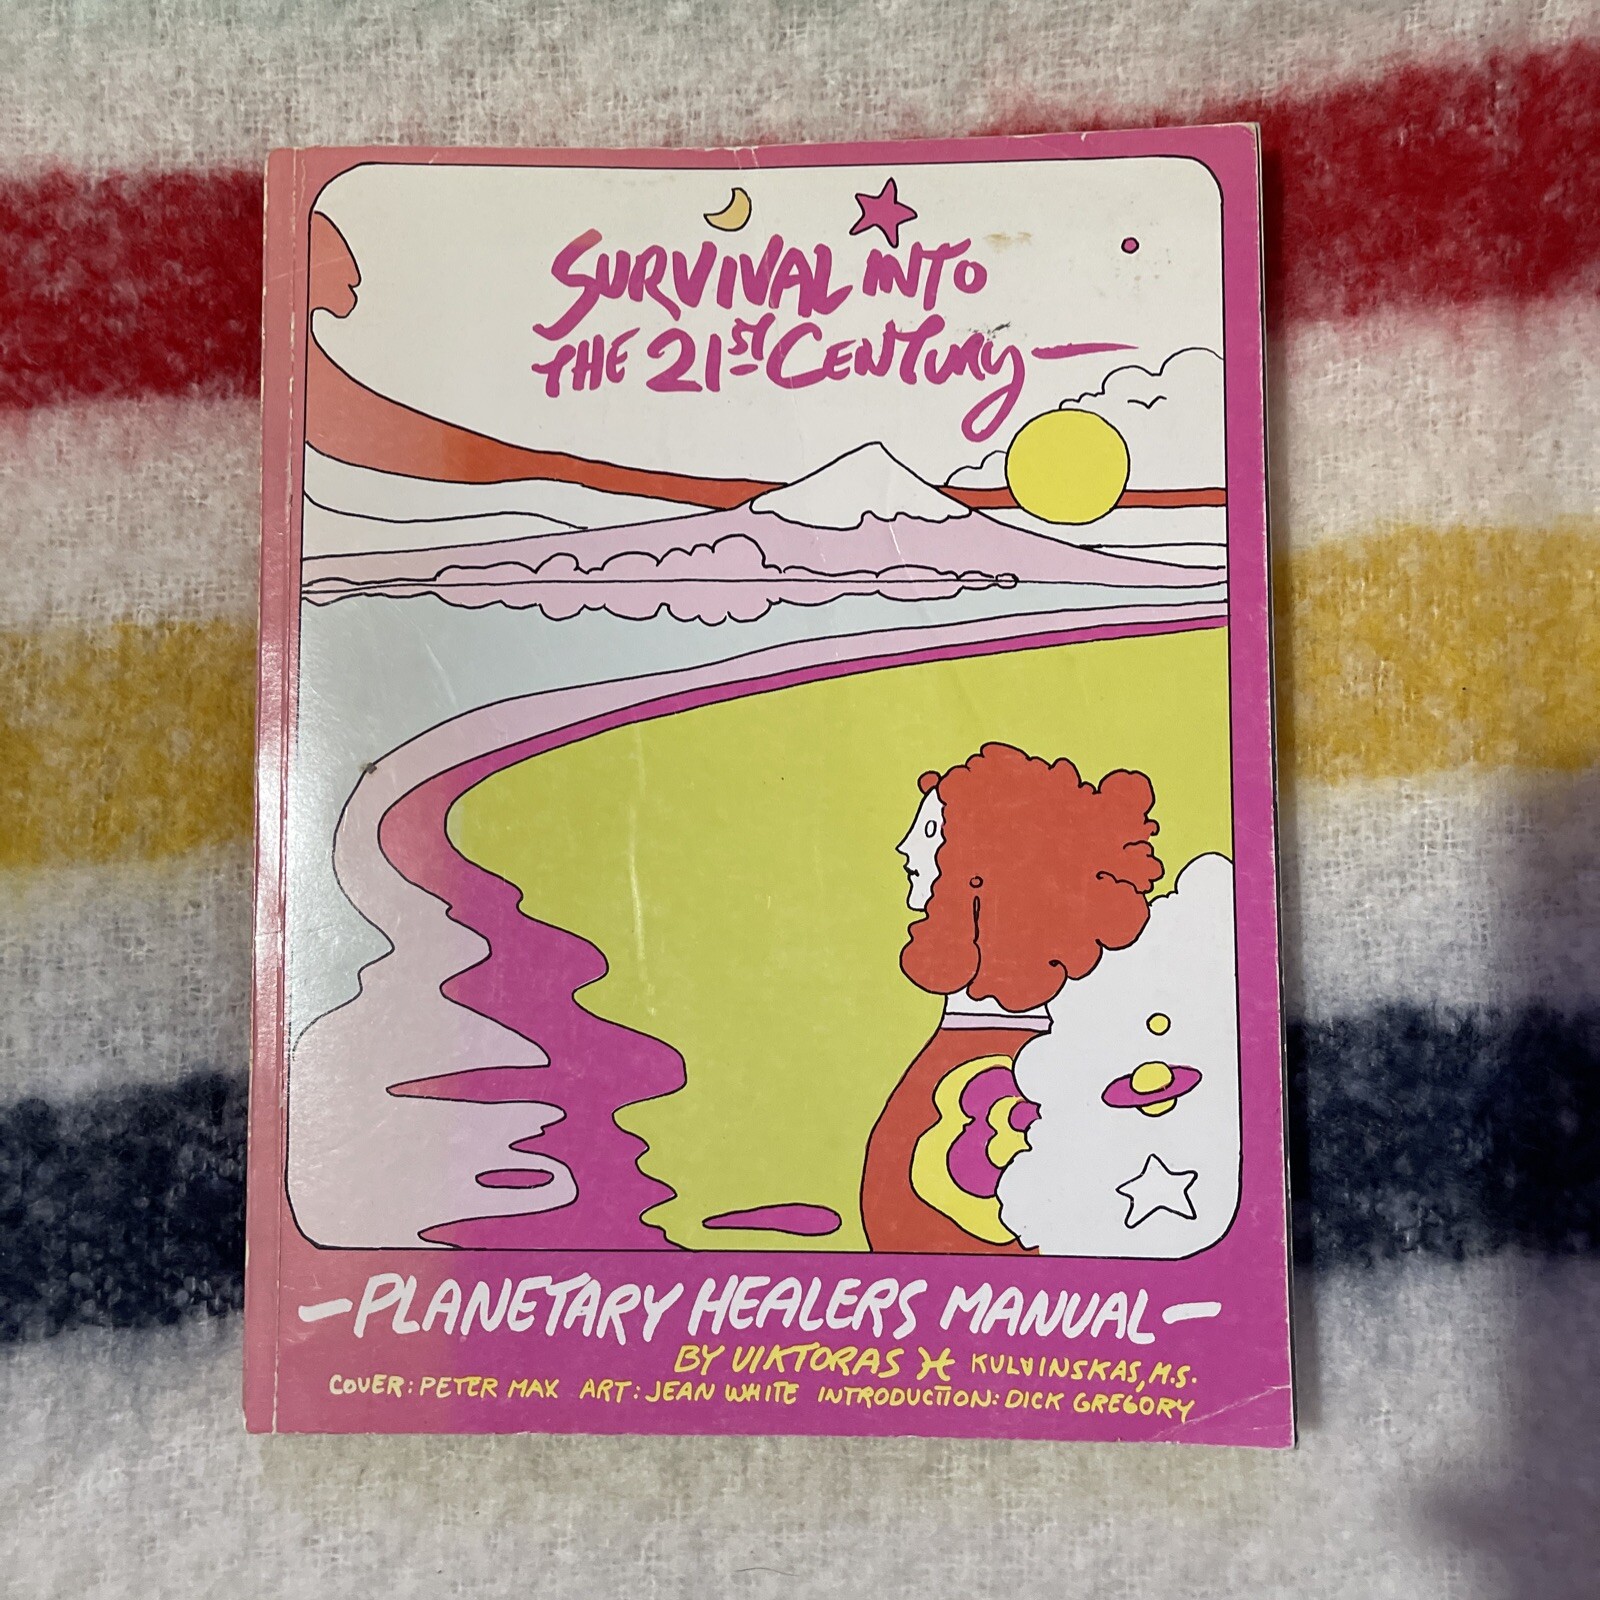 SURVIVAL INTO
THE 21ST CENTURY
PLANETARY HEALERS MANUAL
BY VIKTORAS ♓ KULVINSKAS, M.S.
COVER: PETER MAX ART: JEAN WHITE INTRODUCTION: DICK GREGORY